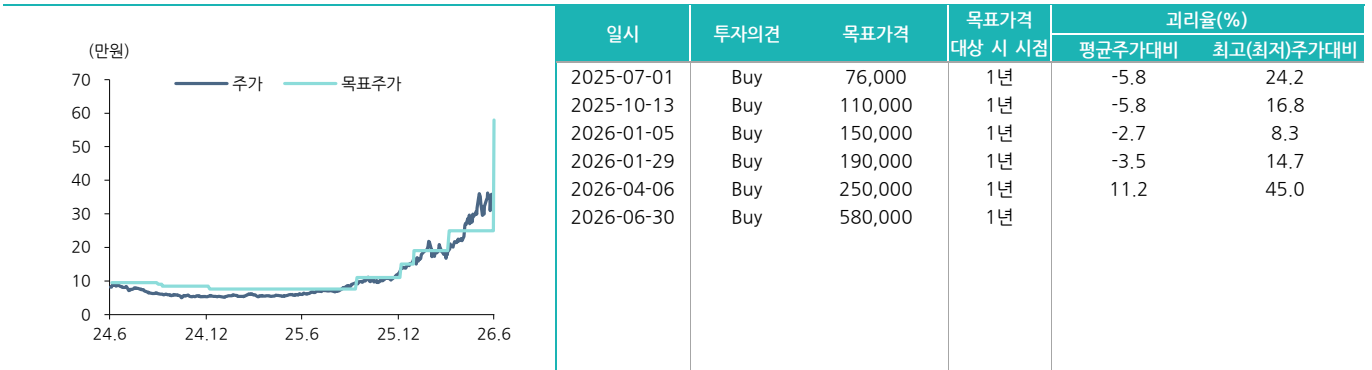 (만원)
주가 목표주가
70
60
50
40
30
20
10
0
24.6 24.12 25.6 25.12 26.6
일시 투자의견 목표가격 목표가격 대상 시 시점 괴리율(%)
평균주가대비 최고(최저)주가대비
2025-07-01 Buy 76,000 1년 -5.8 24.2
2025-10-13 Buy 110,000 1년 -5.8 16.8
2026-01-05 Buy 150,000 1년 -2.7 8.3
2026-01-29 Buy 190,000 1년 -3.5 14.7
2026-04-06 Buy 250,000 1년 11.2 45.0
2026-06-30 Buy 580,000 1년